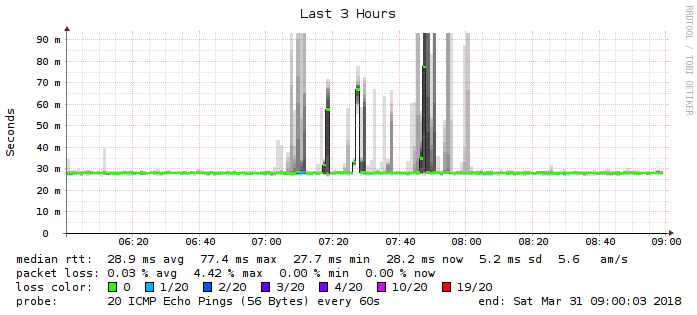 Last 3 Hours
RRDTOOL / TOBI OETIKER
Seconds
90 m
80 m
70 m
60 m
50 m
40 m
30 m
20 m
10 m
0
06:20 06:40 07:00 07:20 07:40 08:00 08:20 08:40 09:00
median rtt: 28.9 ms avg 77.4 ms max 27.7 ms min 28.2 ms now 5.2 ms sd 5.6 am/s
packet loss: 0.03 % avg 4.42 % max 0.00 % min 0.00 % now
loss color: 0 1/20 2/20 3/20 4/20 10/20 19/20
probe: 20 ICMP Echo Pings (56 Bytes) every 60s end: Sat Mar 31 09:00:03 2018